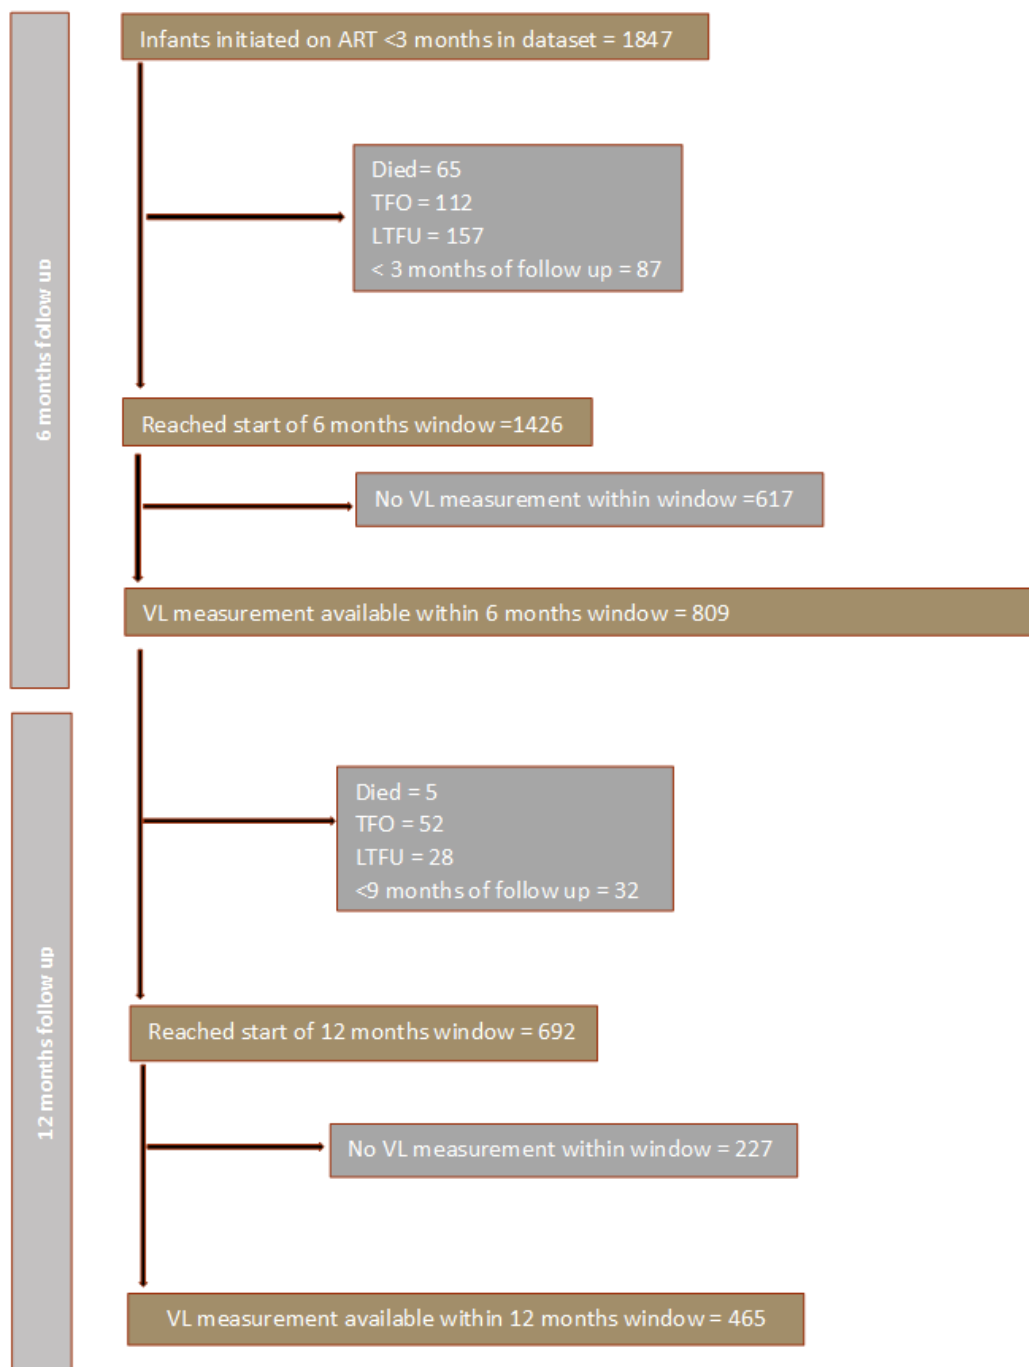 Infants initiated on ART <3 months in dataset = 1847
Died= 65
TFO = 112
LTFU = 157
< 3 months of follow up = 87
6 months follow up
Reached start of 6 months window =1426
No VL measurement within window =617
VL measurement available within 6 months window = 809
Died = 5
TFO = 52
LTFU = 28
<9 months of follow up = 32
12 months follow up
Reached start of 12 months window = 692
No VL measurement within window = 227
VL measurement available within 12 months window = 465